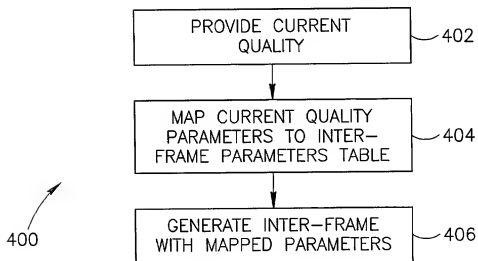 PROVIDE CURRENT
QUALITY
402
MAP CURRENT QUALITY
PARAMETERS TO INTER-
FRAME PARAMETERS TABLE
404
GENERATE INTER-FRAME
WITH MAPPED PARAMETERS
406
400